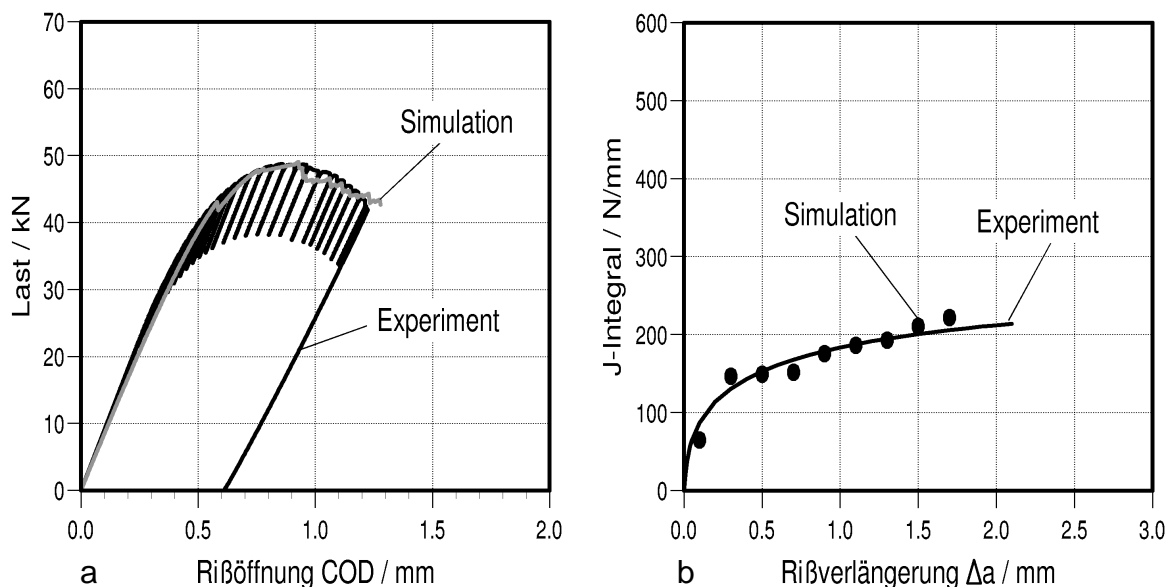 70
60
50
40
30
20
10
0
Last / kN
Simulation
Experiment
0.0 0.5 1.0 1.5 2.0
a Rißöffnung COD / mm
600
500
400
300
200
100
0
J-Integral / N/mm
Simulation
Experiment
0.0 0.5 1.0 1.5 2.0 2.5 3.0
b Rißverlängerung Δa / mm